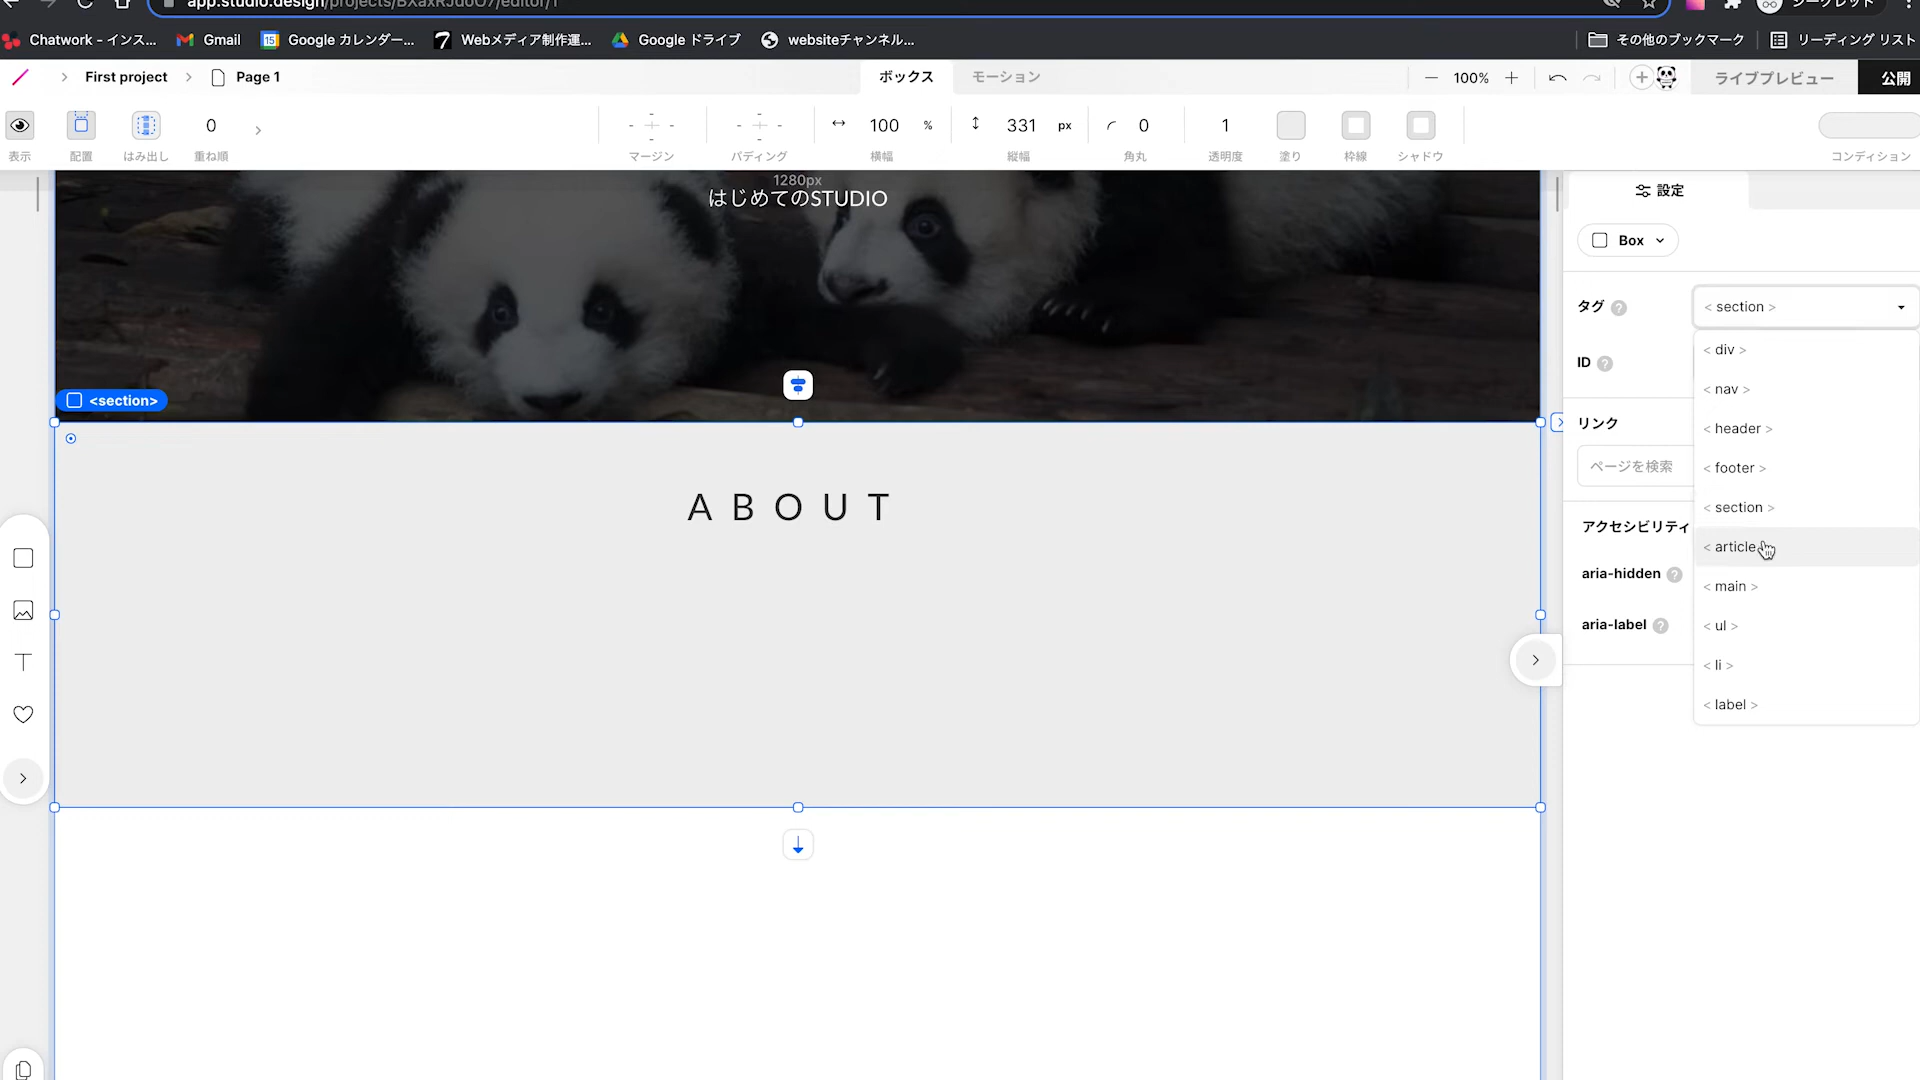 app.studio.design/projects/BXaxRJdoO7/editor/1
シークレット
Chatwork - インス...
Gmail
Google カレンダー...
Webメディア制作運...
Google ドライブ
websiteチャンネル...
その他のブックマーク
リーディング リスト
First project
Page 1
ボックス
モーション
100%
ライブプレビュー
公開
0
100 %
331 px
0
1
表示
配置
はみ出し
重ね順
マージン
パディング
横幅
縦幅
角丸
透明度
塗り
枠線
シャドウ
コンディション
1280px
はじめてのSTUDIO
<section>
ABOUT
設定
Box
タグ
< section >
ID
< div >
< nav >
< header >
< footer >
< section >
< article
< main >
< ul >
< li >
< label >
リンク
ページを検索
アクセシビリティ
aria-hidden
aria-label